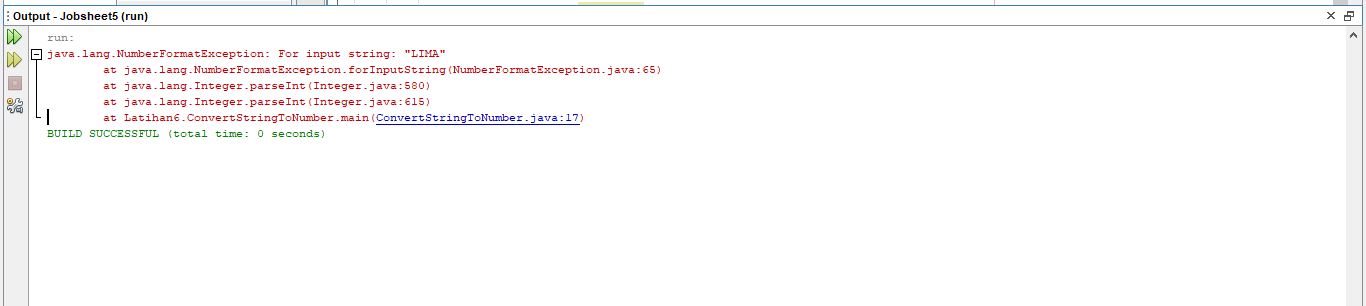 Output - Jobsheet5 (run)
run:
java.lang.NumberFormatException: For input string: "LIMA"
at java.lang.NumberFormatException.forInputString(NumberFormatException.java:65)
at java.lang.Integer.parseInt(Integer.java:580)
at java.lang.Integer.parseInt(Integer.java:615)
at Latihan6.ConvertStringToNumber.main(ConvertStringToNumber.java:17)
BUILD SUCCESSFUL (total time: 0 seconds)